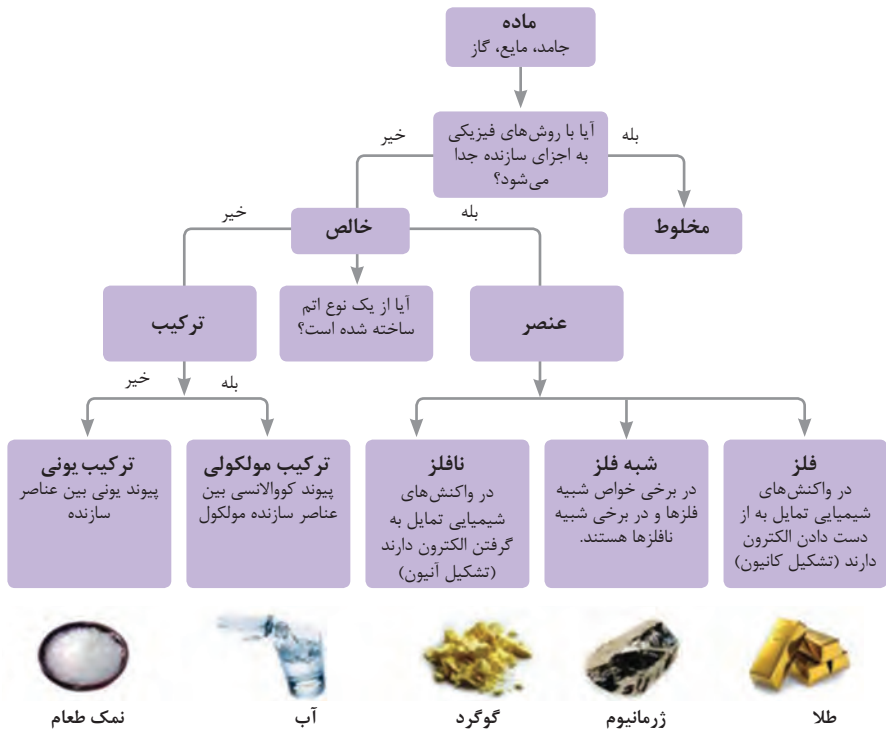 ماده
جامد، مایع، گاز
آیا با روش‌های فیزیکی
به اجزای سازنده جدا
می‌شود؟
بله
خیر
مخلوط
خالص
بله
خیر
عنصر
آیا از یک نوع اتم
ساخته شده است؟
ترکیب
بله
خیر
فلز
در واکنش‌های
شیمیایی تمایل به از
دست دادن الکترون
دارند (تشکیل کاتیون)
شبه فلز
در برخی خواص شبیه
فلزها و در برخی شبیه
نافلزها هستند.
نافلز
در واکنش‌های
شیمیایی تمایل به
گرفتن الکترون دارند
(تشکیل آنیون)
ترکیب مولکولی
پیوند کووالانسی بین
عناصر سازنده مولکول
ترکیب یونی
پیوند یونی بین عناصر
سازنده
طلا
ژرمانیوم
گوگرد
آب
نمک طعام